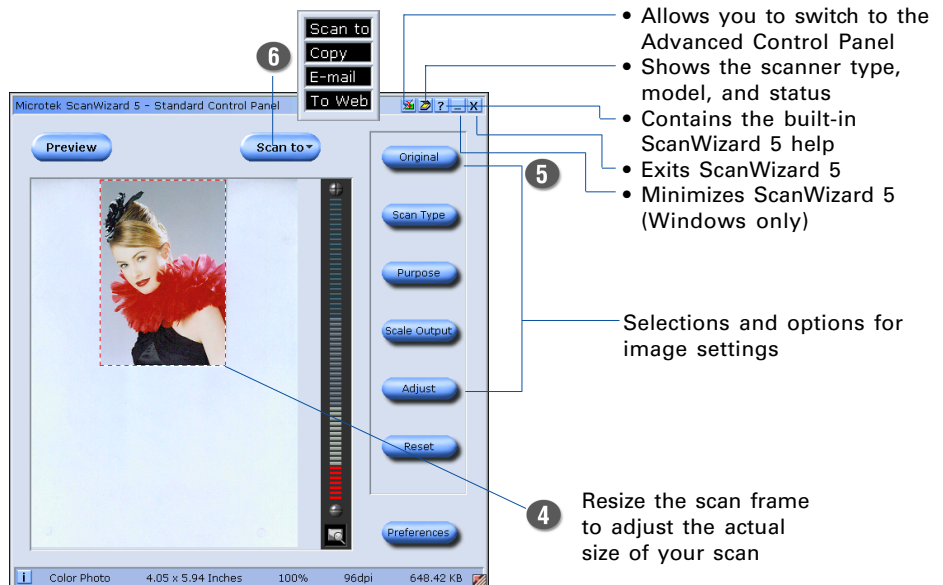 Scan to
Copy
E-mail
To Web
6
Microtek ScanWizard 5 - Standard Control Panel
? _ X
Preview
Scan to
Original
Scan Type
Purpose
Scale Output
Adjust
Reset
Preferences
i Color Photo 4.05 x 5.94 Inches 100% 96dpi 648.42 KB
• Allows you to switch to the
Advanced Control Panel
• Shows the scanner type,
model, and status
• Contains the built-in
ScanWizard 5 help
• Exits ScanWizard 5
• Minimizes ScanWizard 5
(Windows only)
5
Selections and options for
image settings
4
Resize the scan frame
to adjust the actual
size of your scan